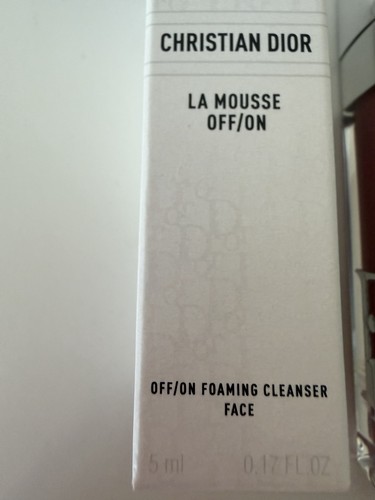 CHRISTIAN DIOR
LA MOUSSE
OFF/ON
OFF/ON FOAMING CLEANSER
FACE
5 ml 0.17 FL.OZ